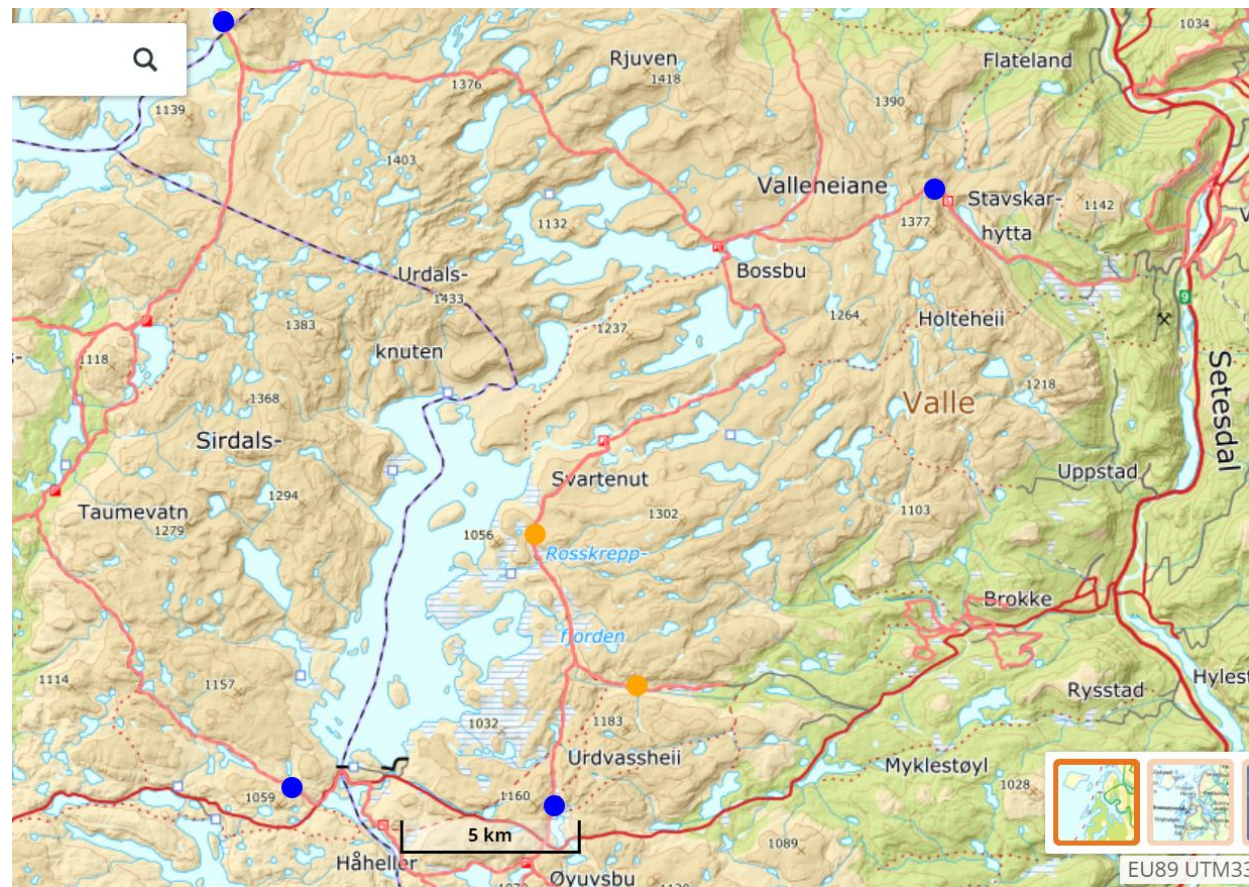 1034
Rjuven
1418
Flateland
1376
1139
1390
1403
Valleneiane
Stavskar-
hytta
1142
1377
1132
Bossbu
Urdals-
1433
knuten
1383
1237
1264
Holteheii
9
1118
1368
Sirdals-
1218
Valle
Setesdal
Svartenut
Uppstad
1294
Taumevatn
1279
1302
1103
1056
Rosskrepp-
fjorden
Brokke
1114
1157
1032
1183
Rysstad
Urdvassheii
Myklestøyl
1028
1059
1160
5 km
1089
Håheller
Øyuvsbu
EU89 UTM33